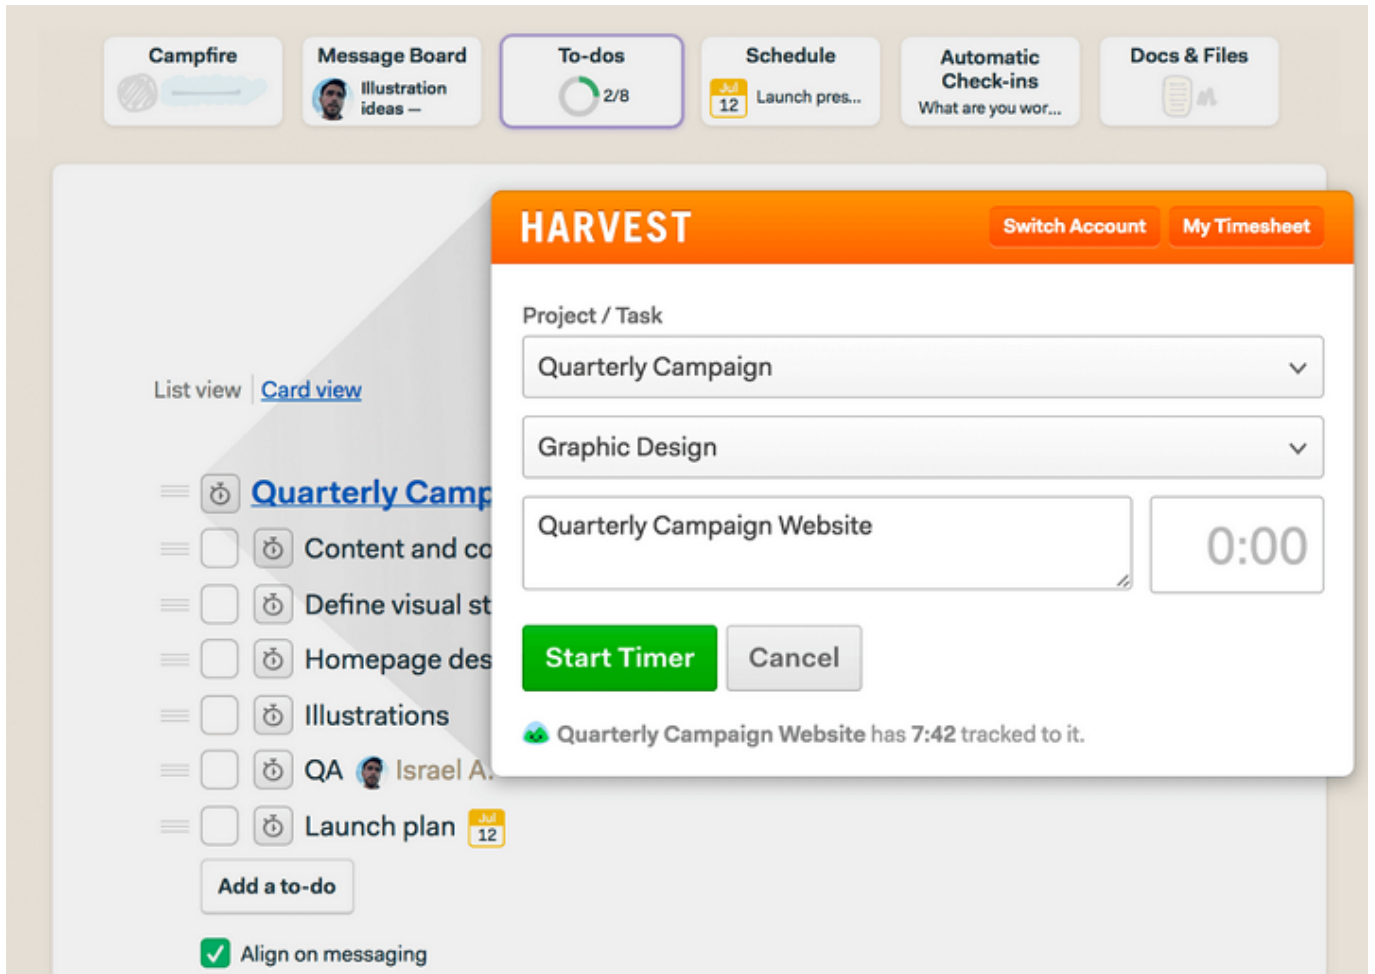 Campfire
Message Board
Illustration
ideas —
To-dos
2/8
Schedule
Jul
12
Launch pres...
Automatic
Check-ins
What are you wor...
Docs & Files
HARVEST
Switch Account
My Timesheet
Project / Task
Quarterly Campaign
Graphic Design
Quarterly Campaign Website
0:00
Start Timer
Cancel
Quarterly Campaign Website has 7:42 tracked to it.
List view
Card view
Quarterly Camp
Content and co
Define visual st
Homepage des
Illustrations
QA Israel A.
Launch plan
Jul
12
Add a to-do
Align on messaging